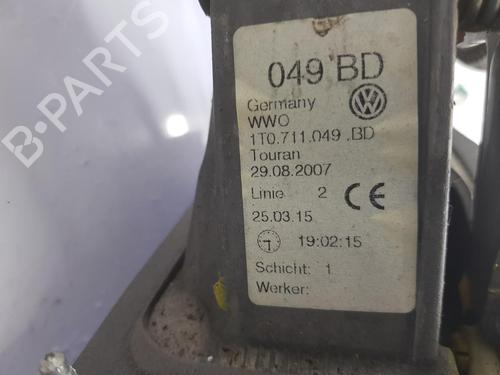 049 BD
Germany
WWO
1T0.711.049 .BD
Touran
29.08.2007
Linie 2 CE
25.03.15
19:02:15
Schicht: 1
Werker:
B-PARTS